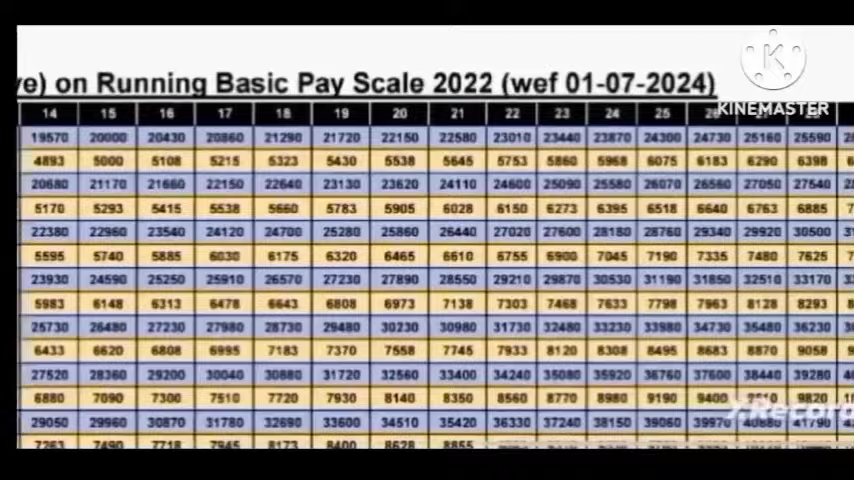 K
ve) on Running Basic Pay Scale 2022 (wef 01-07-2024)
KINEMASTER
14 15 16 17 18 19 20 21 22 23 24 25 26
19570 20000 20430 20860 21290 21720 22150 22580 23010 23440 23870 24300 24730 25160 25590
4893 5000 5108 5215 5323 5430 5538 5645 5753 5860 5968 6075 6183 6290 6398
20680 21170 21660 22150 22640 23130 23620 24110 24600 25090 25580 26070 26560 27050 27540
5170 5293 5415 5538 5660 5783 5905 6028 6150 6273 6395 6518 6640 6763 6885
22380 22960 23540 24120 24700 25280 25860 26440 27020 27600 28180 28760 29340 29920 30500
5595 5740 5885 6030 6175 6320 6465 6610 6755 6900 7045 7190 7335 7480 7625
23930 24590 25250 25910 26570 27230 27890 28550 29210 29870 30530 31190 31850 32510 33170
5983 6148 6313 6478 6643 6808 6973 7138 7303 7468 7633 7798 7963 8128 8293
25730 26480 27230 27980 28730 29480 30230 30980 31730 32480 33230 33980 34730 35480 36230
6433 6620 6808 6995 7183 7370 7558 7745 7933 8120 8308 8495 8683 8870 9058
27520 28360 29200 30040 30880 31720 32560 33400 34240 35080 35920 36760 37600 38440 39280
6880 7090 7300 7510 7720 7930 8140 8350 8560 8770 8980 9190 9400 9820
XRecord
29050 29960 30870 31780 32690 33600 34510 35420 36330 37240 38150 39060 39970 40880 41790
7263 7490 7718 7945 8173 8400 8628 8855